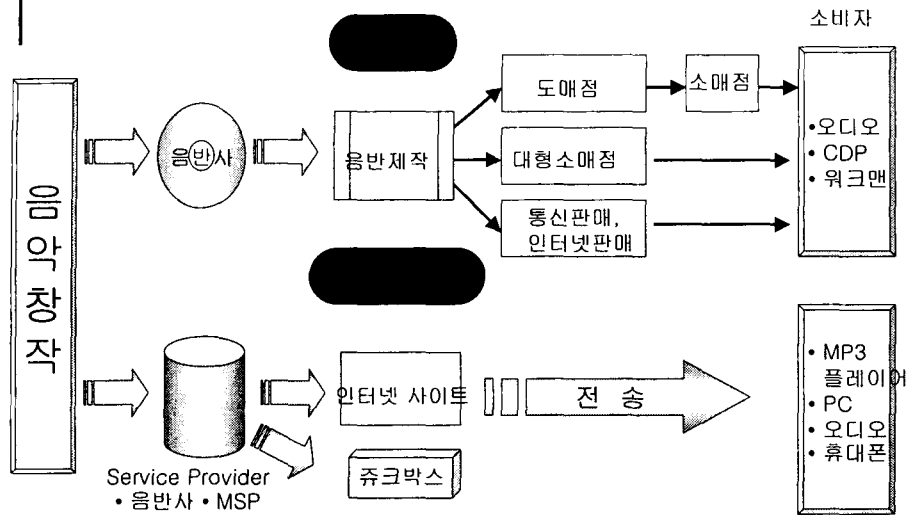 소비자
음악창작
음반사
음반제작
도매점
소매점
대형소매점
통신판매,
인터넷판매
• 오디오
• CDP
• 워크맨
Service Provider
• 음반사 • MSP
인터넷 사이트
쥬크박스
전 송
• MP3
플레이어
• PC
• 오디오
• 휴대폰